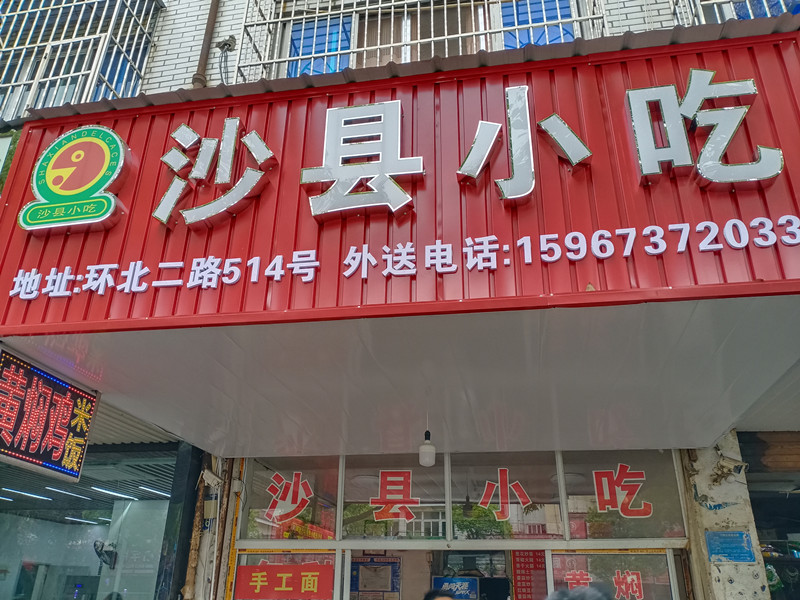 沙县小吃
SHAXIANDELCACIES
沙县小吃
地址:环北二路514号 外送电话:15967372033
黄焖鸡
米饭
沙县小吃
手工面
黄焖